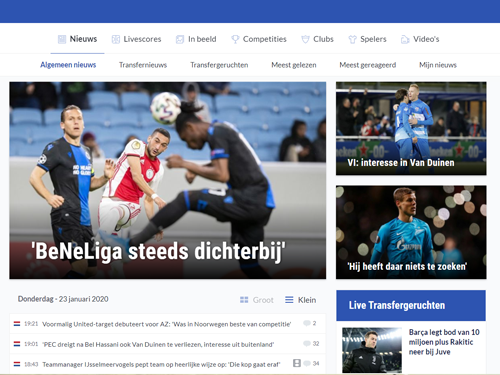 Nieuws Livescores In beeld Competities Clubs Spelers Video's
Algemeen nieuws Transfernieuws Transfergeruchten Meest gelezen Meest gereageerd Mijn nieuws
'BeNeLiga steeds dichterbij'
VI: interesse in Van Duinen
'Hij heeft daar niets te zoeken'
Donderdag - 23 januari 2020 Groot Klein
19:21 Voormalig United-target debuteert voor AZ: 'Was in Noorwegen beste van competitie' 2
19:01 'PEC dreigt na Bel Hassani ook Van Duinen te verliezen, interesse uit buitenland' 32
18:43 Teammanager IJsselmeervogels pept team op heerlijke wijze op: 'Die kop gaat eraf' 34
Live Transfergeruchten
Barça legt bod van 10
miljoen plus Rakitic
neer bij Juve